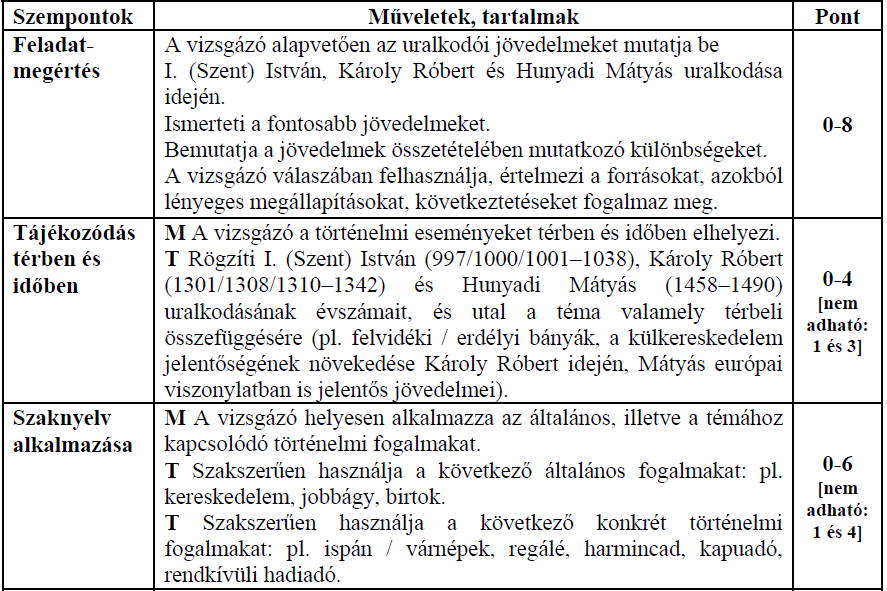 Szempontok Műveletek, tartalmak Pont
Feladat-
megértés
A vizsgázó alapvetően az uralkodói jövedelmeket mutatja be
I. (Szent) István, Károly Róbert és Hunyadi Mátyás uralkodása
idején.
Ismerteti a fontosabb jövedelmeket.
Bemutatja a jövedelmek összetételében mutatkozó különbségeket.
A vizsgázó válaszában felhasználja, értelmezi a forrásokat, azokból
lényeges megállapításokat, következtetéseket fogalmaz meg.
0-8
Tájékozódás
térben és
időben
M A vizsgázó a történelmi eseményeket térben és időben elhelyezi.
T Rögzíti I. (Szent) István (997/1000/1001–1038), Károly Róbert
(1301/1308/1310–1342) és Hunyadi Mátyás (1458–1490)
uralkodásának évszámait, és utal a téma valamely térbeli
összefüggésére (pl. felvidéki / erdélyi bányák, a külkereskedelem
jelentőségének növekedése Károly Róbert idején, Mátyás európai
viszonylatban is jelentős jövedelmei).
0-4
[nem
adható:
1 és 3]
Szaknyelv
alkalmazása
M A vizsgázó helyesen alkalmazza az általános, illetve a témához
kapcsolódó történelmi fogalmakat.
T Szakszerűen használja a következő általános fogalmakat: pl.
kereskedelem, jobbágy, birtok.
T Szakszerűen használja a következő konkrét történelmi
fogalmakat: pl. ispán / várnépek, regálé, harmincad, kapuadó,
rendkívüli hadiadó.
0-6
[nem
adható:
1 és 4]